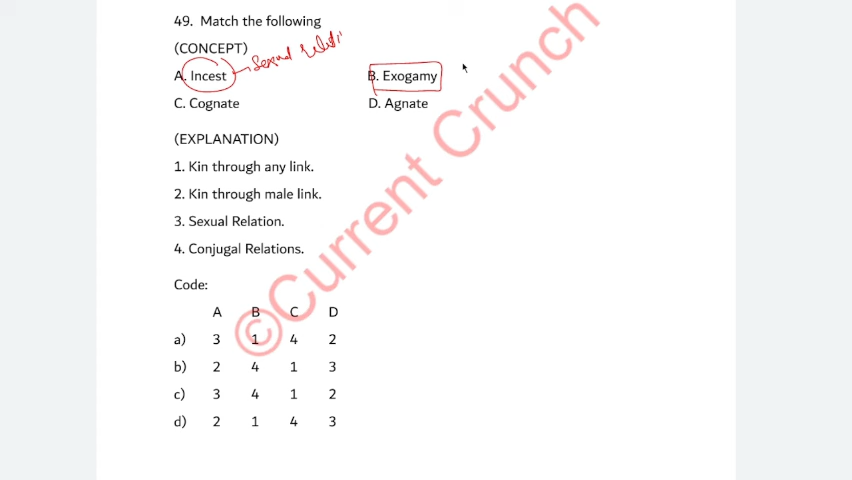 49. Match the following
(CONCEPT)
A. Incest Sexual relati
B. Exogamy
C. Cognate D. Agnate
(EXPLANATION)
1. Kin through any link.
2. Kin through male link.
3. Sexual Relation.
4. Conjugal Relations.
Code:
A B C D
a) 3 1 4 2
b) 2 4 1 3
c) 3 4 1 2
d) 2 1 4 3
©Current Crunch